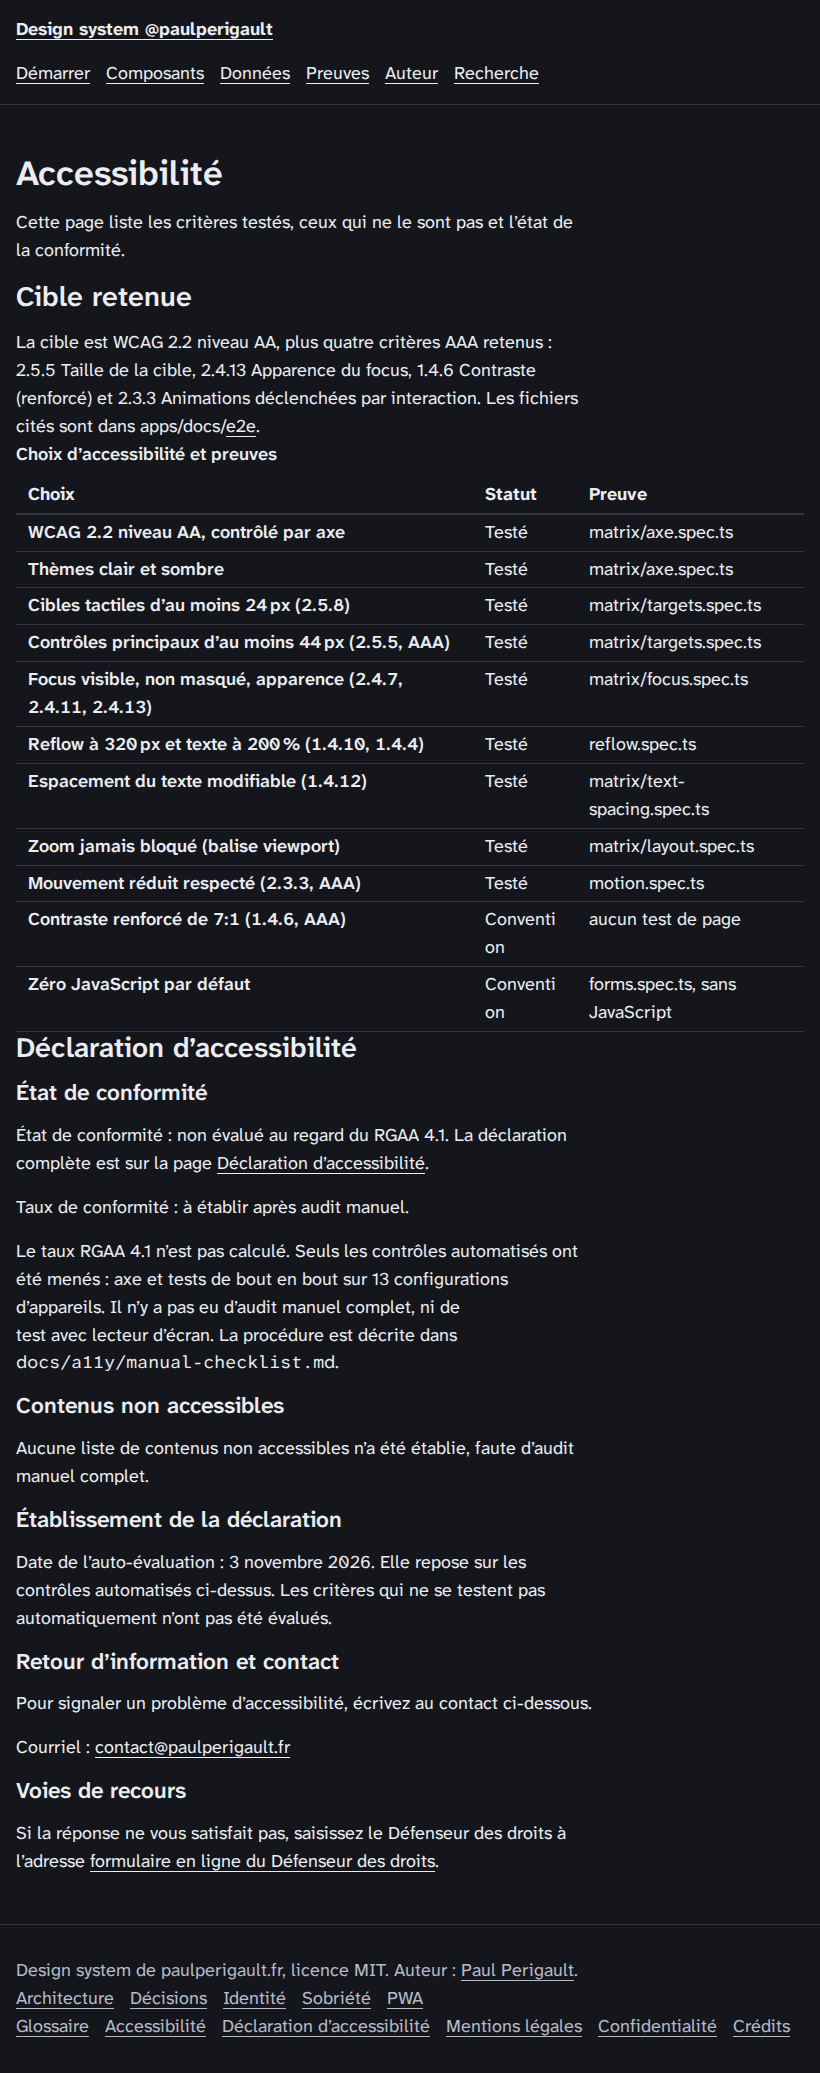 Design system @paulperigault
Démarrer Composants Données Preuves Auteur Recherche
Accessibilité
Cette page liste les critères testés, ceux qui ne le sont pas et l’état de
la conformité.
Cible retenue
La cible est WCAG 2.2 niveau AA, plus quatre critères AAA retenus :
2.5.5 Taille de la cible, 2.4.13 Apparence du focus, 1.4.6 Contraste
(renforcé) et 2.3.3 Animations déclenchées par interaction. Les fichiers
cités sont dans apps/docs/e2e.
Choix d’accessibilité et preuves
Choix Statut Preuve
WCAG 2.2 niveau AA, contrôlé par axe Testé matrix/axe.spec.ts
Thèmes clair et sombre Testé matrix/axe.spec.ts
Cibles tactiles d’au moins 24 px (2.5.8) Testé matrix/targets.spec.ts
Contrôles principaux d’au moins 44 px (2.5.5, AAA) Testé matrix/targets.spec.ts
Focus visible, non masqué, apparence (2.4.7, Testé matrix/focus.spec.ts
2.4.11, 2.4.13)
Reflow à 320 px et texte à 200 % (1.4.10, 1.4.4) Testé reflow.spec.ts
Espacement du texte modifiable (1.4.12) Testé matrix/text-
spacing.spec.ts
Zoom jamais bloqué (balise viewport) Testé matrix/layout.spec.ts
Mouvement réduit respecté (2.3.3, AAA) Testé motion.spec.ts
Contraste renforcé de 7:1 (1.4.6, AAA) Conventi aucun test de page
on
Zéro JavaScript par défaut Conventi forms.spec.ts, sans
on JavaScript
Déclaration d’accessibilité
État de conformité
État de conformité : non évalué au regard du RGAA 4.1. La déclaration
complète est sur la page Déclaration d’accessibilité.
Taux de conformité : à établir après audit manuel.
Le taux RGAA 4.1 n’est pas calculé. Seuls les contrôles automatisés ont
été menés : axe et tests de bout en bout sur 13 configurations
d’appareils. Il n’y a pas eu d’audit manuel complet, ni de
test avec lecteur d’écran. La procédure est décrite dans
docs/a11y/manual-checklist.md.
Contenus non accessibles
Aucune liste de contenus non accessibles n’a été établie, faute d’audit
manuel complet.
Établissement de la déclaration
Date de l’auto-évaluation : 3 novembre 2026. Elle repose sur les
contrôles automatisés ci-dessus. Les critères qui ne se testent pas
automatiquement n’ont pas été évalués.
Retour d’information et contact
Pour signaler un problème d’accessibilité, écrivez au contact ci-dessous.
Courriel : contact@paulperigault.fr
Voies de recours
Si la réponse ne vous satisfait pas, saisissez le Défenseur des droits à
l’adresse formulaire en ligne du Défenseur des droits.
Design system de paulperigault.fr, licence MIT. Auteur : Paul Perigault.
Architecture Décisions Identité Sobriété PWA
Glossaire Accessibilité Déclaration d’accessibilité Mentions légales Confidentialité Crédits